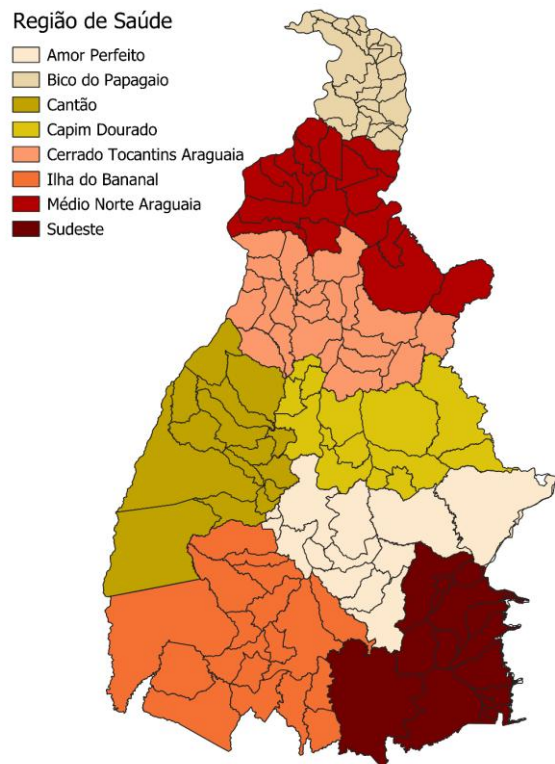 Região de Saúde
Amor Perfeito
Bico do Papagaio
Cantão
Capim Dourado
Cerrado Tocantins Araguaia
Ilha do Bananal
Médio Norte Araguaia
Sudeste